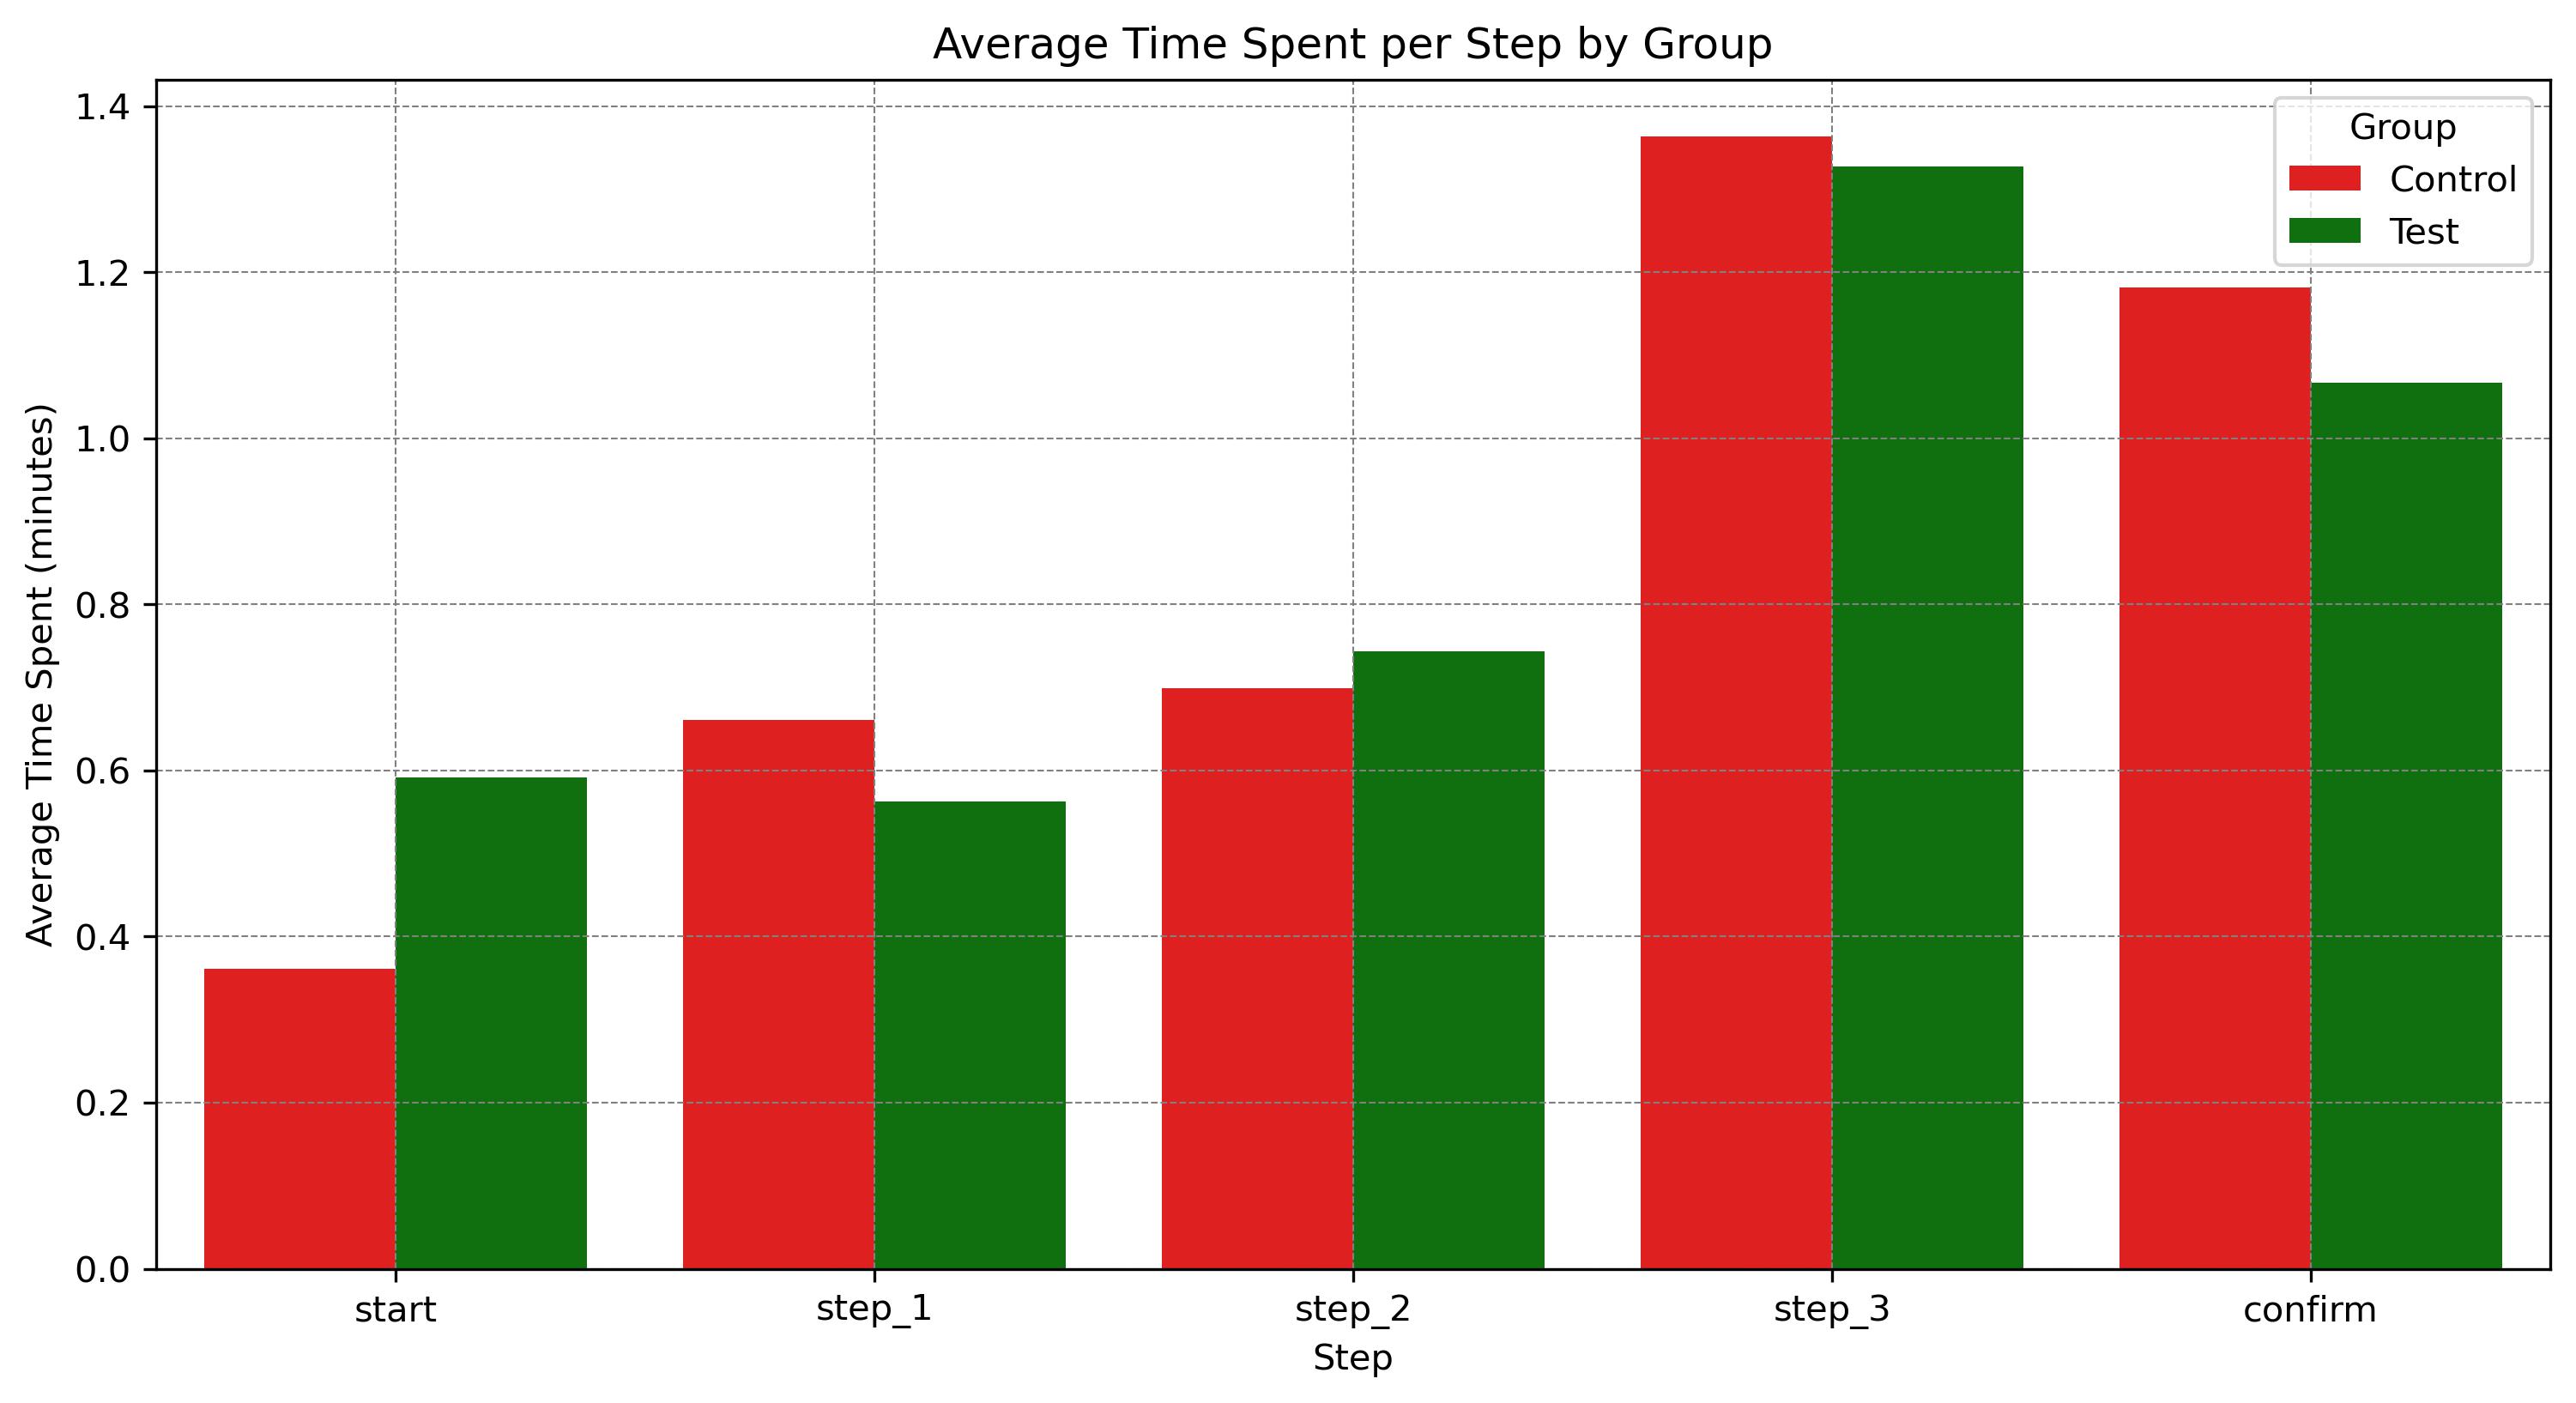 Average Time Spent per Step by Group
Average Time Spent (minutes)
1.4
1.2
1.0
0.8
0.6
0.4
0.2
0.0
Group
Control
Test
start step_1 step_2 step_3 confirm
Step